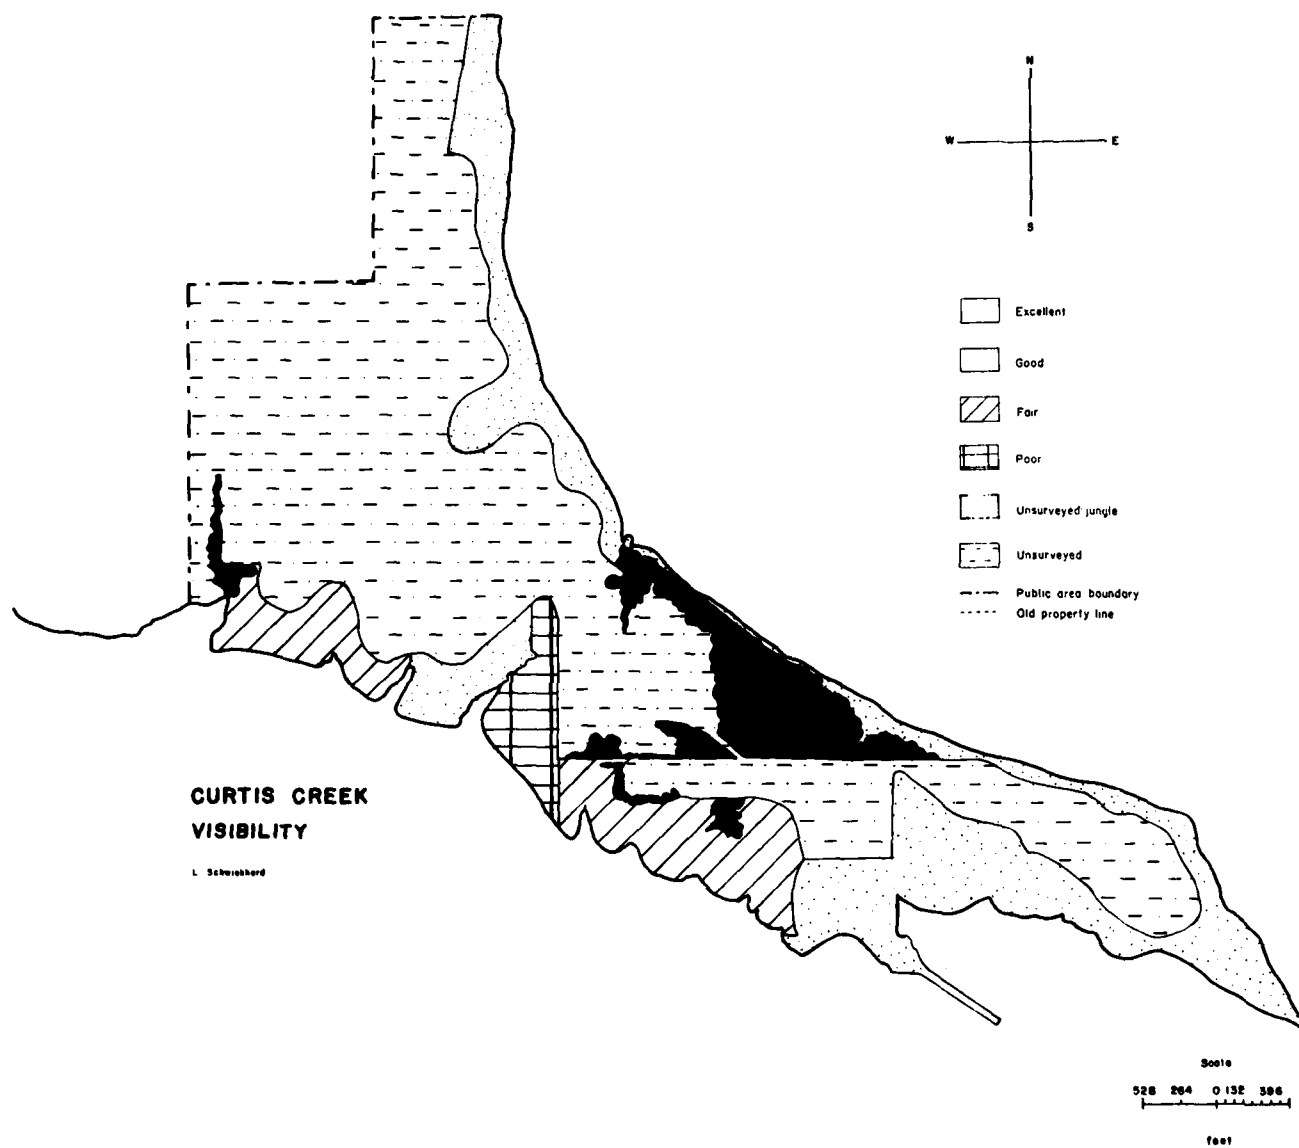 N
W E
S
Excellent
Good
Fair
Poor
Unsurveyed jungle
Unsurveyed
Public area boundary
Old property line
CURTIS CREEK
VISIBILITY
L
Scale
528 264 0 132 396
feet